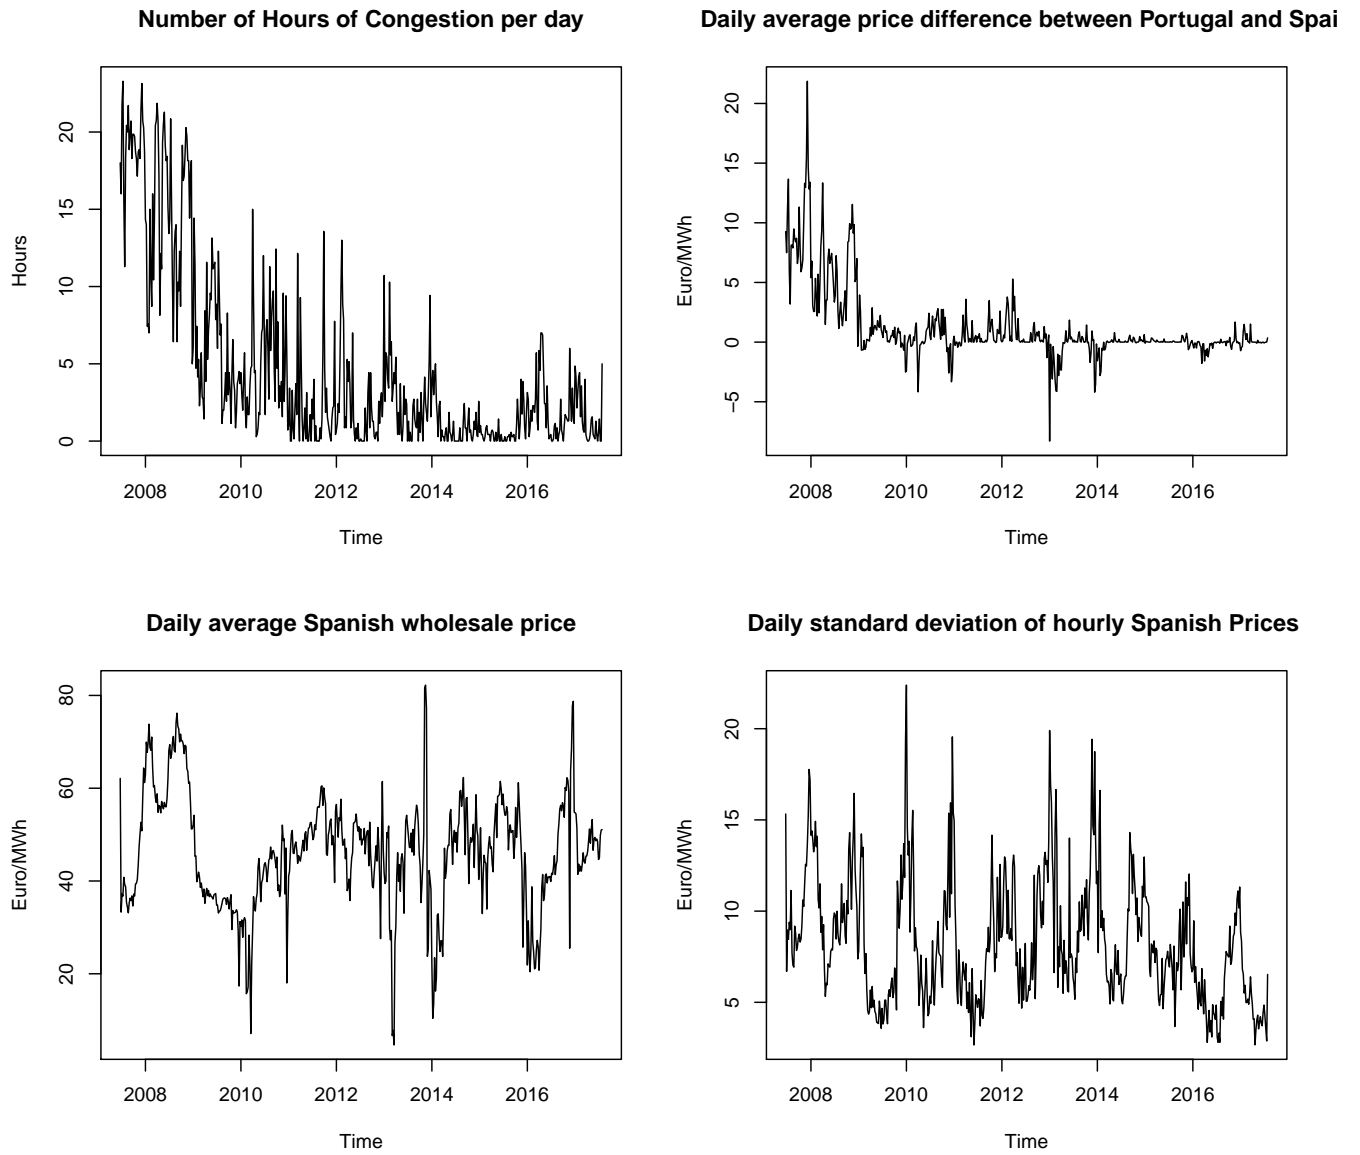 Number of Hours of Congestion per day
Hours
20
15
10
5
0
2008 2010 2012 2014 2016
Time
Daily average price difference between Portugal and Spai
Euro/MWh
20
15
10
5
0
−5
2008 2010 2012 2014 2016
Time
Daily average Spanish wholesale price
Euro/MWh
80
60
40
20
2008 2010 2012 2014 2016
Time
Daily standard deviation of hourly Spanish Prices
Euro/MWh
20
15
10
5
2008 2010 2012 2014 2016
Time